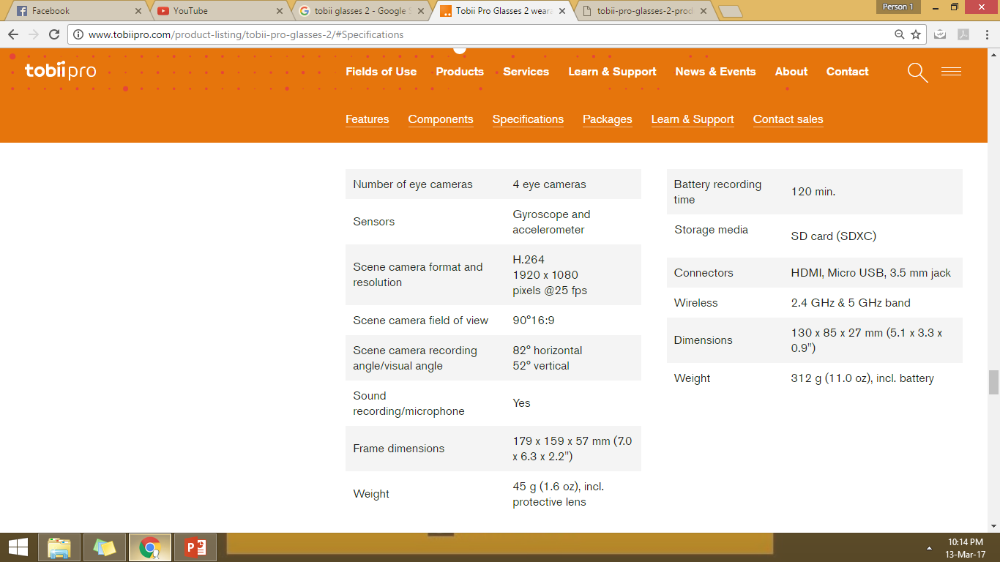 Facebook
YouTube
tobii glasses 2 - Google S
Tobii Pro Glasses 2 weara
tobii-pro-glasses-2-prod
Person 1
www.tobiipro.com/product-listing/tobii-pro-glasses-2/#Specifications
tobii pro
Fields of Use Products Services Learn & Support News & Events About Contact
Features Components Specifications Packages Learn & Support Contact sales
Number of eye cameras 4 eye cameras
Sensors Gyroscope and
accelerometer
Scene camera format and
resolution
H.264
1920 x 1080
pixels @25 fps
Scene camera field of view 90°16:9
Scene camera recording
angle/visual angle
82° horizontal
52° vertical
Sound
recording/microphone
Yes
Frame dimensions
179 x 159 x 57 mm (7.0
x 6.3 x 2.2")
Weight
45 g (1.6 oz), incl.
protective lens
Battery recording
time
120 min.
Storage media SD card (SDXC)
Connectors HDMI, Micro USB, 3.5 mm jack
Wireless 2.4 GHz & 5 GHz band
Dimensions
130 x 85 x 27 mm (5.1 x 3.3 x
0.9")
Weight 312 g (11.0 oz), incl. battery
10:14 PM
13-Mar-17